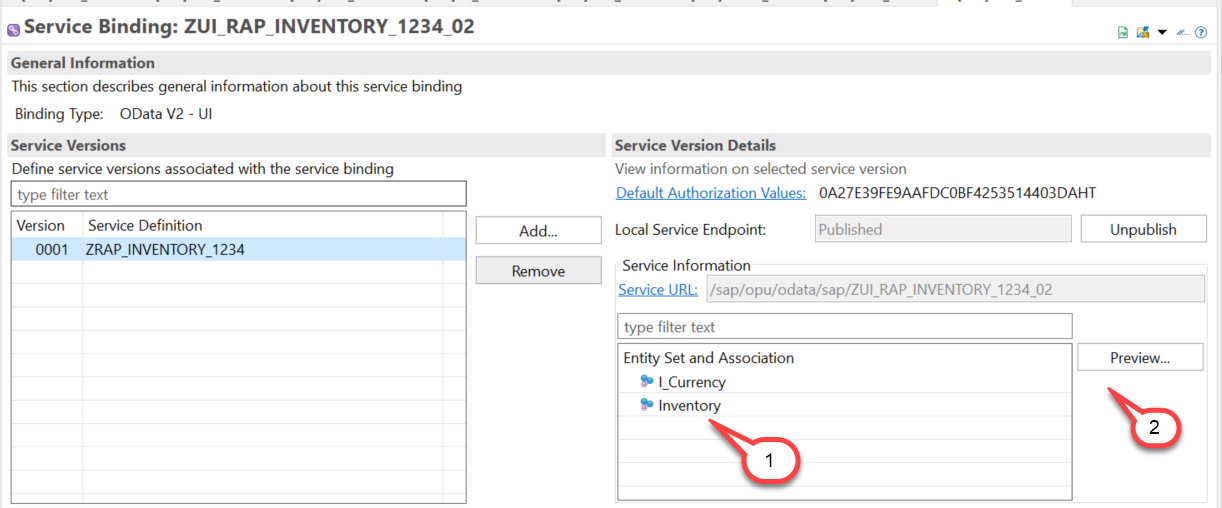 Service Binding: ZUI_RAP_INVENTORY_1234_02
General Information
This section describes general information about this service binding
Binding Type: OData V2 - UI
Service Versions
Define service versions associated with the service binding
type filter text
Version Service Definition
0001 ZRAP_INVENTORY_1234
Add...
Remove
Service Version Details
View information on selected service version
Default Authorization Values: 0A27E39FE9AAFDC0BF4253514403DAHT
Local Service Endpoint: Published Unpublish
Service Information
Service URL: /sap/opu/odata/sap/ZUI_RAP_INVENTORY_1234_02
type filter text
Entity Set and Association
Preview...
I_Currency
Inventory
1
2